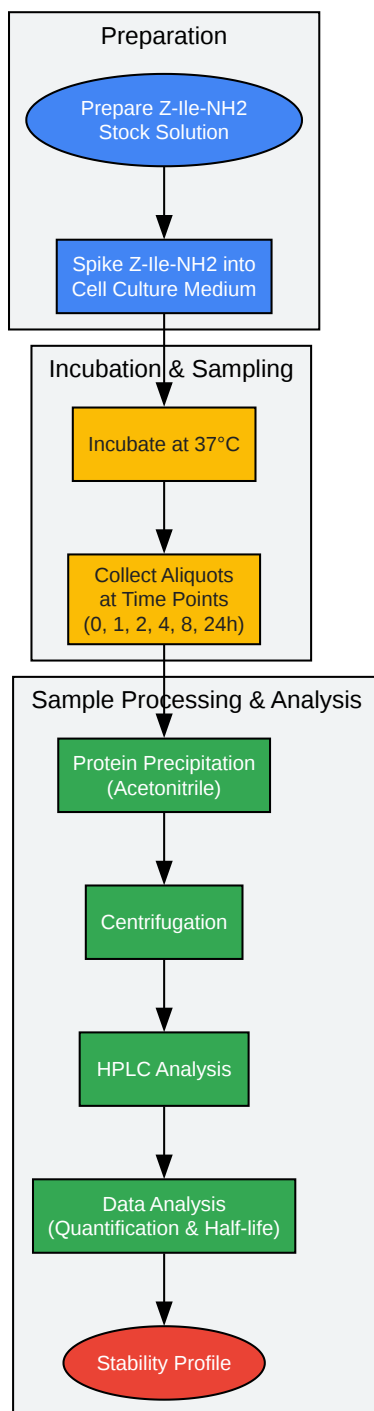 Preparation
Prepare Z-Ile-NH2
Stock Solution
Spike Z-Ile-NH2 into
Cell Culture Medium
Incubation & Sampling
Incubate at 37°C
Collect Aliquots
at Time Points
(0, 1, 2, 4, 8, 24h)
Sample Processing & Analysis
Protein Precipitation
(Acetonitrile)
Centrifugation
HPLC Analysis
Data Analysis
(Quantification & Half-life)
Stability Profile